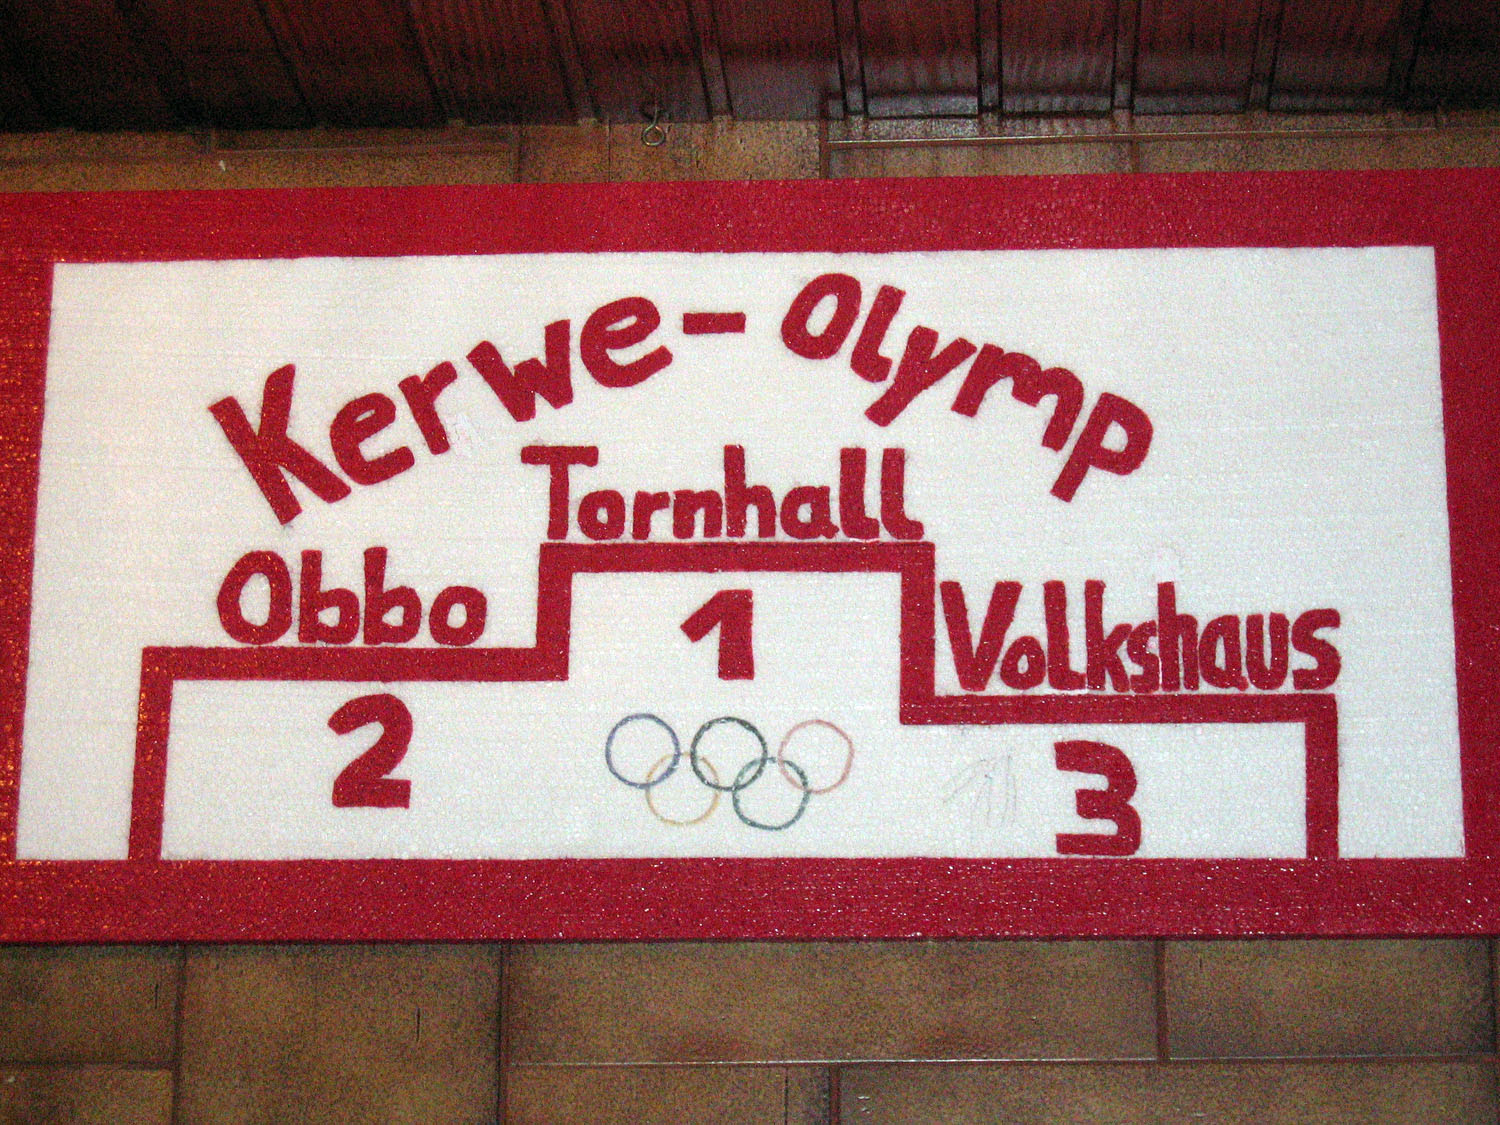 Kerwe-Olymp
Tornhall
Obbo
1
Volkshaus
2
3